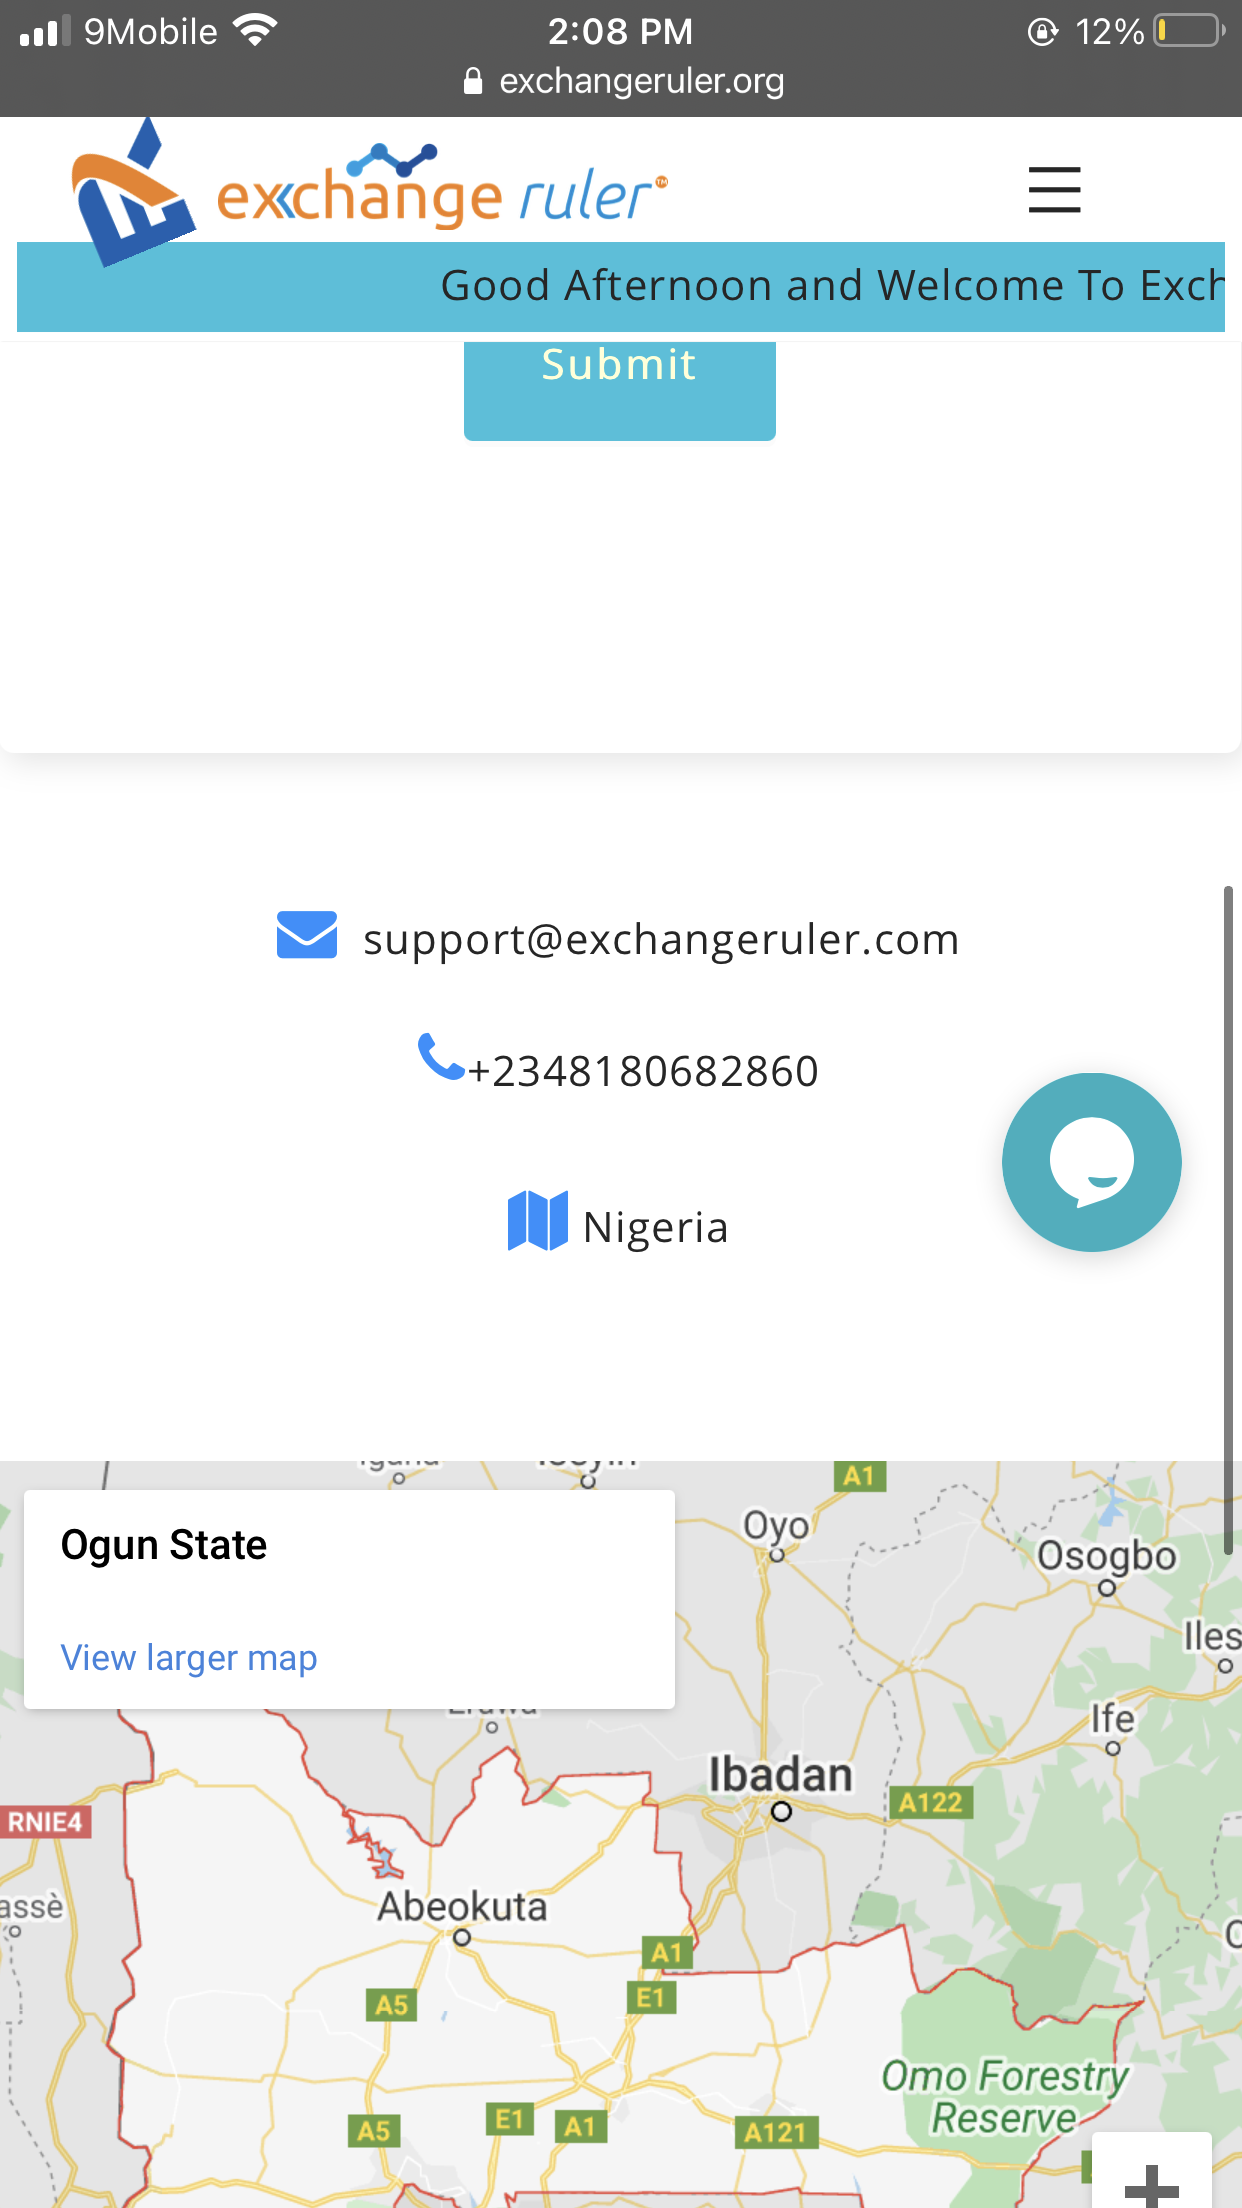 9Mobile 2:08 PM 12%
exchangeruler.org
exchange ruler™
Good Afternoon and Welcome To Exch
Submit
support@exchangeruler.com
+2348180682860
Nigeria
A1
Ogun State
Oyo
Osogbo
View larger map
Iles
Ife
Ibadan
A122
RNIE4
Abeokuta
assè
A1
E1
A5
Omo Forestry
Reserve
E1
A1
A5
A121